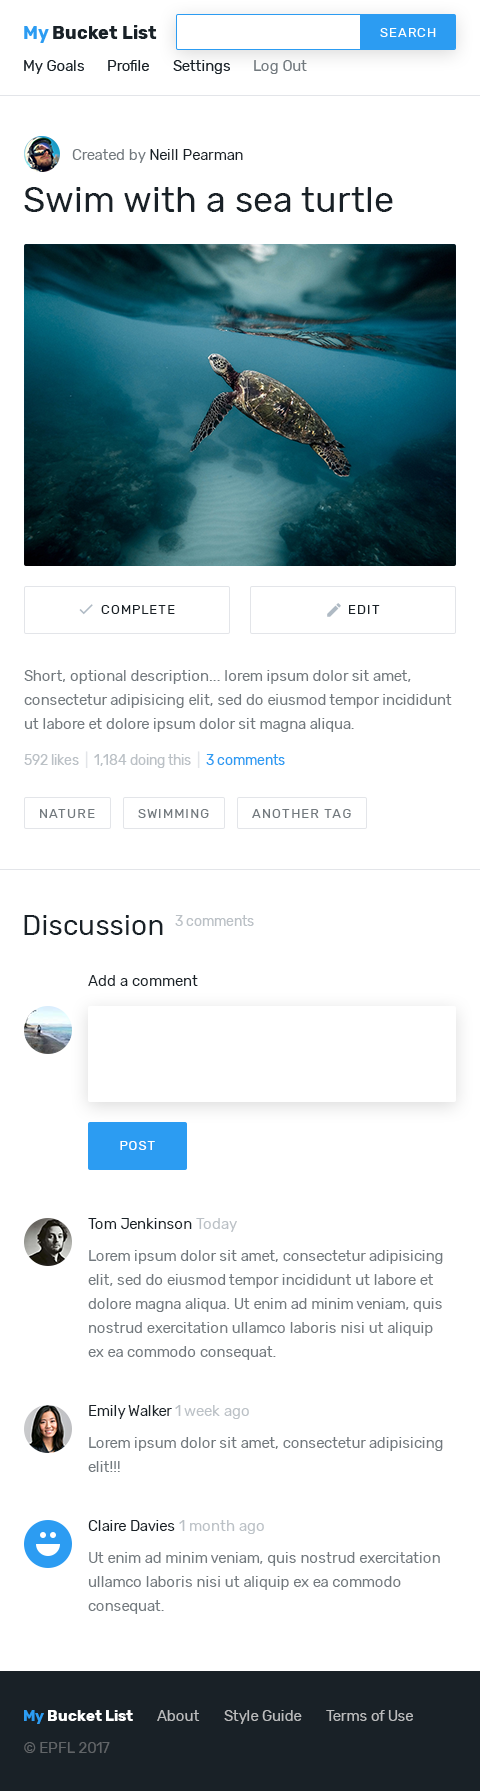 My Bucket List
SEARCH
My Goals Profile Settings Log Out
Created by Neill Pearman
Swim with a sea turtle
COMPLETE
EDIT
Short, optional description... lorem ipsum dolor sit amet,
consectetur adipisicing elit, sed do eiusmod tempor incididunt
ut labore et dolore ipsum dolor sit magna aliqua.
592 likes | 1,184 doing this | 3 comments
NATURE
SWIMMING
ANOTHER TAG
Discussion 3 comments
Add a comment
POST
Tom Jenkinson Today
Lorem ipsum dolor sit amet, consectetur adipisicing
elit, sed do eiusmod tempor incididunt ut labore et
dolore magna aliqua. Ut enim ad minim veniam, quis
nostrud exercitation ullamco laboris nisi ut aliquip
ex ea commodo consequat.
Emily Walker 1 week ago
Lorem ipsum dolor sit amet, consectetur adipisicing
elit!!!
Claire Davies 1 month ago
Ut enim ad minim veniam, quis nostrud exercitation
ullamco laboris nisi ut aliquip ex ea commodo
consequat.
My Bucket List About Style Guide Terms of Use
© EPFL 2017